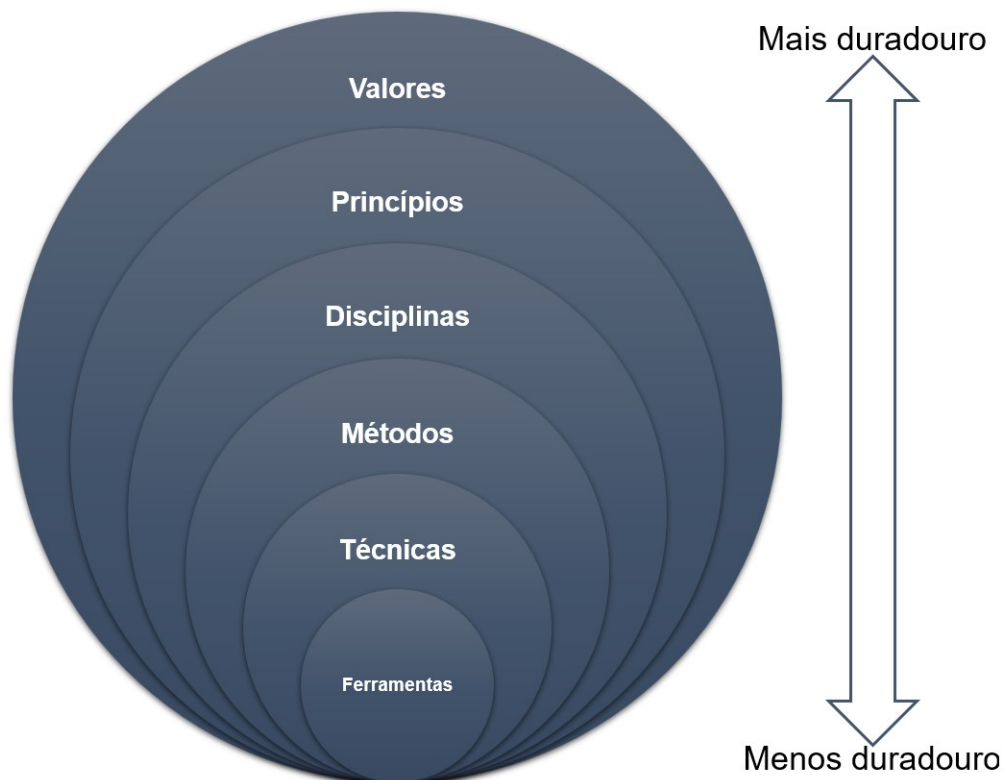 Mais duradouro
Valores
Princípios
Disciplinas
Métodos
Técnicas
Ferramentas
Menos duradouro